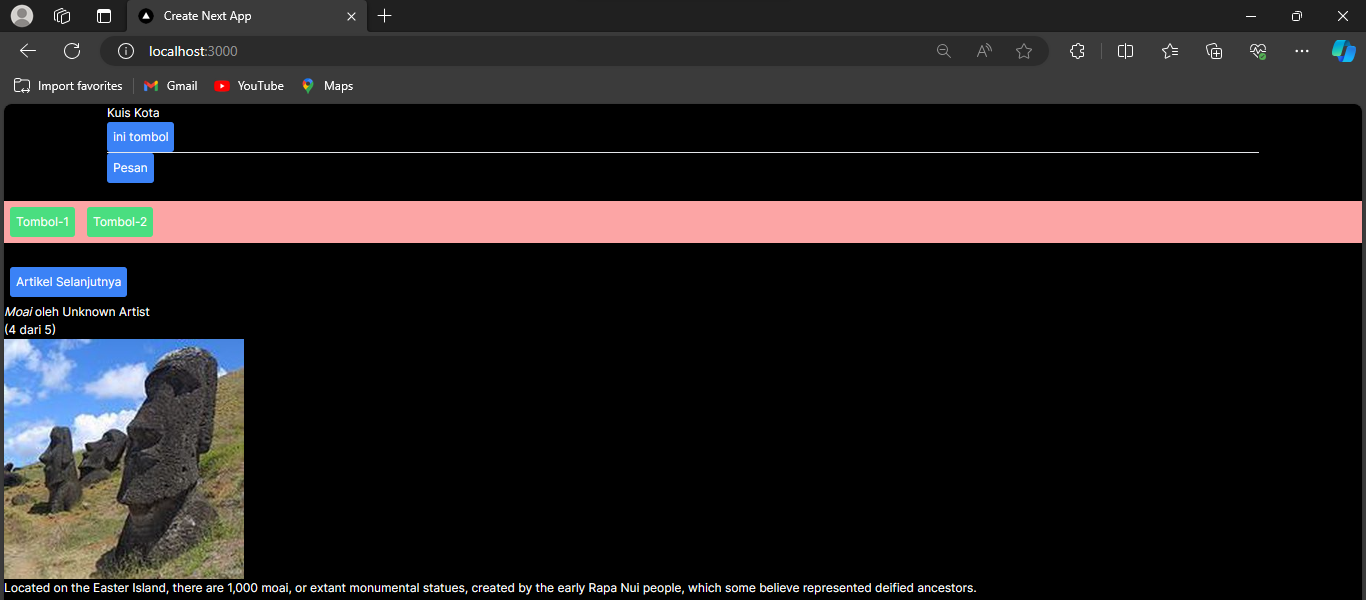 Create Next App
localhost:3000
Import favorites Gmail YouTube Maps
Kuis Kota
ini tombol
Pesan
Tombol-1 Tombol-2
Artikel Selanjutnya
Moai oleh Unknown Artist
(4 dari 5)
Located on the Easter Island, there are 1,000 moai, or extant monumental statues, created by the early Rapa Nui people, which some believe represented deified ancestors.